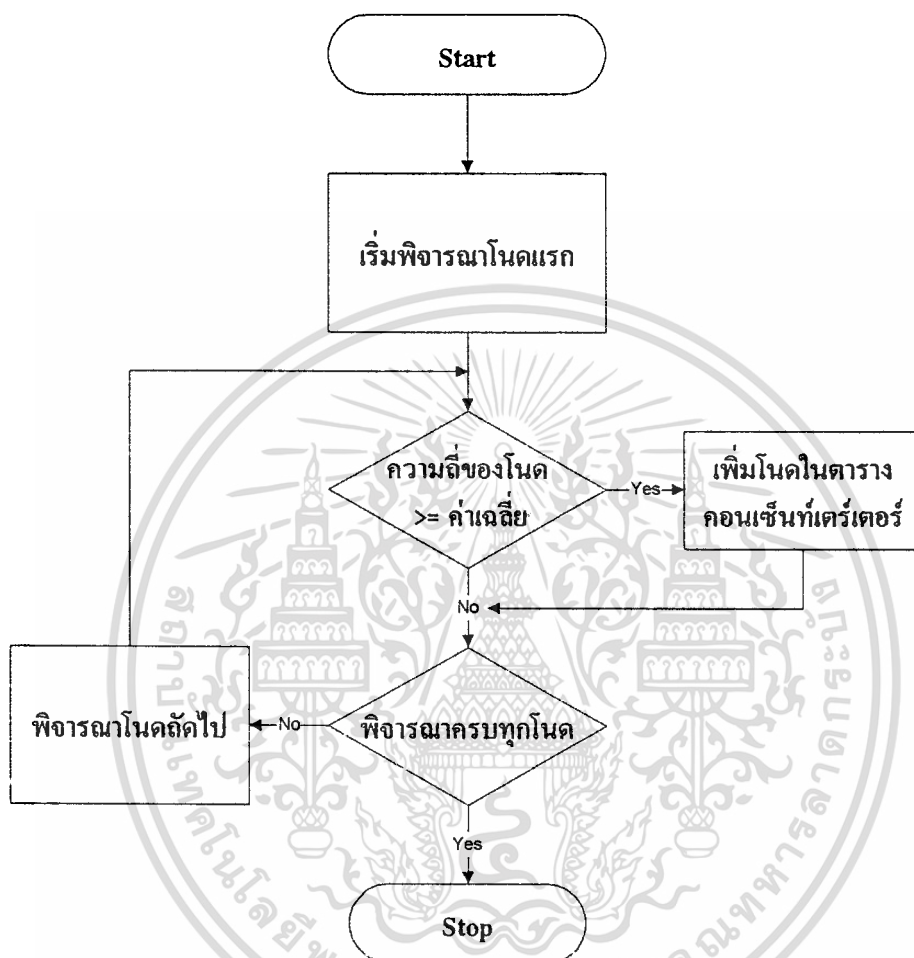 Start
เริ่มพิจารณาโนดแรก
ความถี่ของโนด
>= ค่าเฉลี่ย
Yes
เพิ่มโนดในตาราง
คอนเซ็นท์เตร์เตอร์
No
พิจารณาครบทุกโนด
No
พิจารณาโนดถัดไป
Yes
Stop